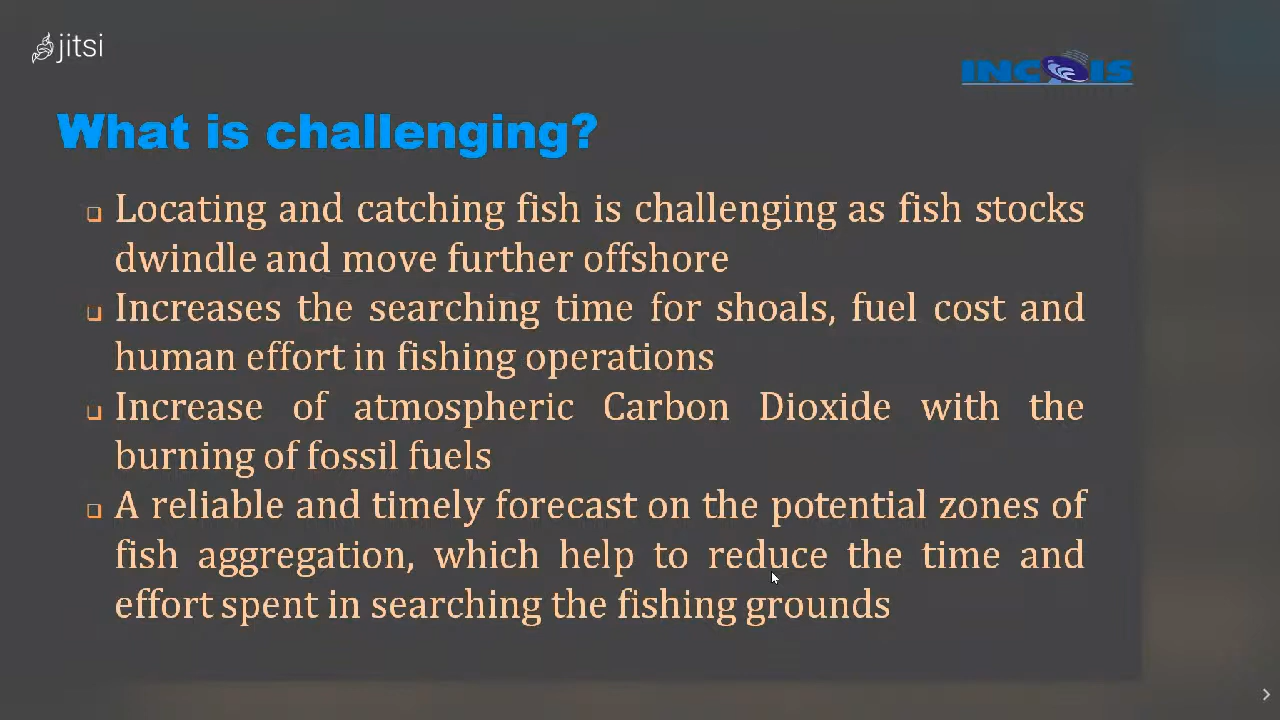 jitsi
INCOIS
What is challenging?
Locating and catching fish is challenging as fish stocks
dwindle and move further offshore
Increases the searching time for shoals, fuel cost and
human effort in fishing operations
Increase of atmospheric Carbon Dioxide with the
burning of fossil fuels
A reliable and timely forecast on the potential zones of
fish aggregation, which help to reduce the time and
effort spent in searching the fishing grounds